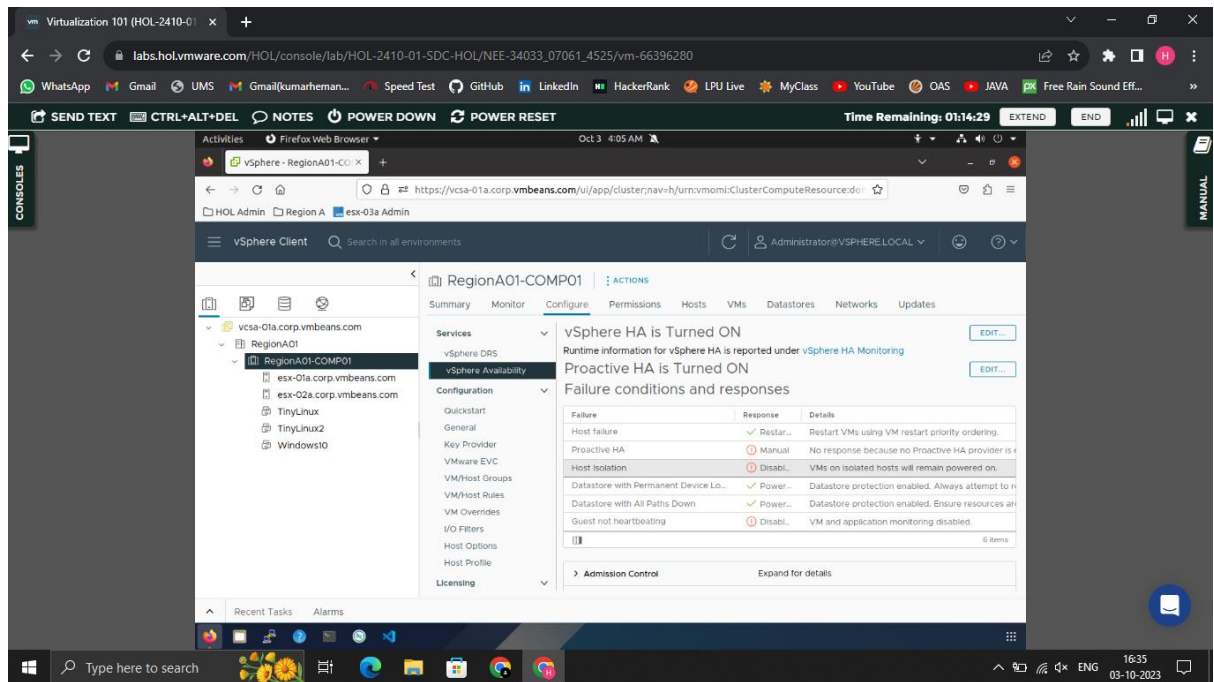 vm Virtualization 101 (HOL-2410-01
labs.hol.vmware.com/HOL/console/lab/HOL-2410-01-SDC-HOL/NEE-34033_07061_4525/vm-66396280
H
WhatsApp Gmail UMS Gmail(kumarheman... Speed Test GitHub LinkedIn HackerRank LPU Live MyClass YouTube OAS JAVA Free Rain Sound Eff... »
SEND TEXT CTRL+ALT+DEL NOTES POWER DOWN POWER RESET Time Remaining: 01:14:29 EXTEND END
CONSOLES
MANUAL
Activities Firefox Web Browser Oct 3 4:05 AM
vSphere - RegionA01-CO
https://vcsa-01a.corp.vmbeans.com/ui/app/cluster;nav=h/urn:vmomi:ClusterComputeResource:do
HOL Admin Region A esx-03a Admin
vSphere Client Search in all environments Administrator@VSPHERE.LOCAL
RegionA01-COMP01 ACTIONS
Summary Monitor Configure Permissions Hosts VMs Datastores Networks Updates
vcsa-01a.corp.vmbeans.com
RegionA01
RegionA01-COMP01
esx-01a.corp.vmbeans.com
esx-02a.corp.vmbeans.com
TinyLinux
TinyLinux2
Windows10
Services
vSphere DRS
vSphere Availability
Configuration
Quickstart
General
Key Provider
VMware EVC
VM/Host Groups
VM/Host Rules
VM Overrides
I/O Filters
Host Options
Host Profile
Licensing
vSphere HA is Turned ON EDIT...
Runtime information for vSphere HA is reported under vSphere HA Monitoring
Proactive HA is Turned ON EDIT...
Failure conditions and responses
Failure Response Details
Host failure Restar... Restart VMs using VM restart priority ordering.
Proactive HA Manual No response because no Proactive HA provider is
Host Isolation Disabl... VMs on isolated hosts will remain powered on.
Datastore with Permanent Device Lo... Power... Datastore protection enabled. Always attempt to
Datastore with All Paths Down Power... Datastore protection enabled. Ensure resources
Guest not heartbeating Disabl... VM and application monitoring disabled.
6 items
Admission Control Expand for details
Recent Tasks Alarms
Type here to search
ENG 16:35
03-10-2023